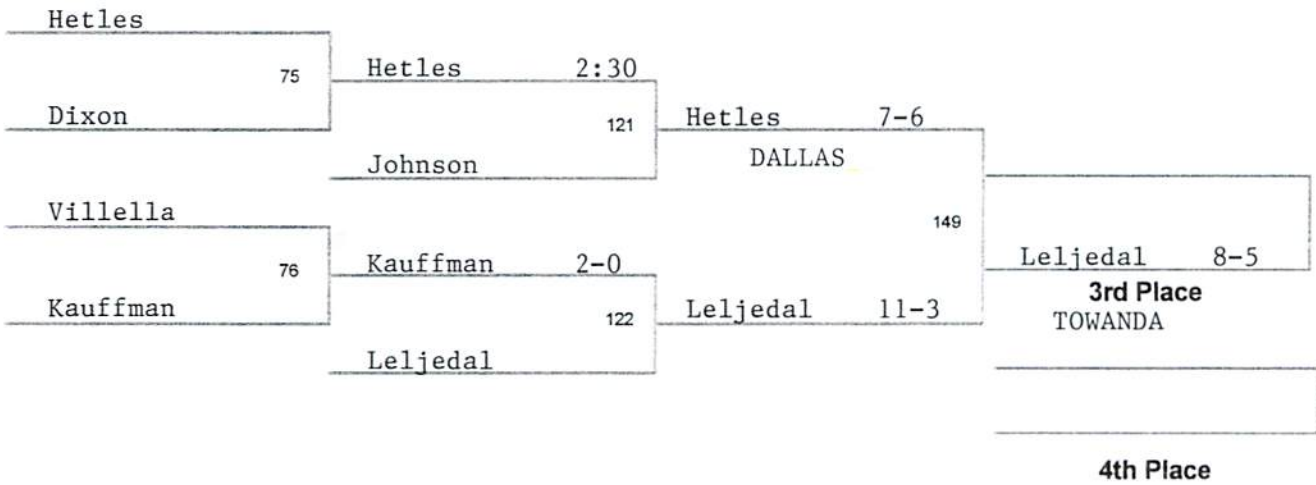 Hetles
75
Hetles 2:30
Dixon
121
Hetles 7-6
Johnson
DALLAS
Villella
149
76
Kauffman 2-0
Leljedal 8-5
Kauffman
3rd Place
122
Leljedal 11-3
TOWANDA
Leljedal
4th Place